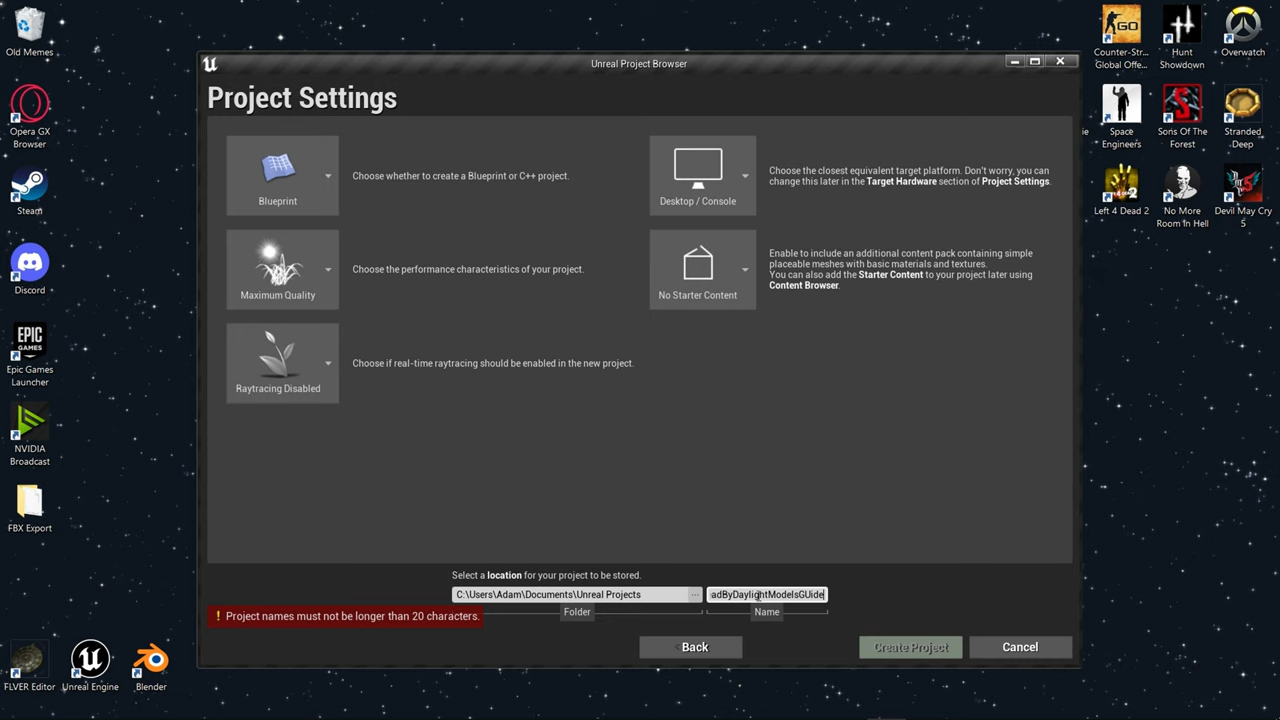 Old Memes
Opera GX
Browser
Steam
Discord
EPIC
GAMES
Epic Games
Launcher
NVIDIA
Broadcast
FBX Export
FLVER Editor
Unreal Engine
Blender
Unreal Project Browser
Project Settings
Blueprint
Choose whether to create a Blueprint or C++ project.
Desktop / Console
Choose the closest equivalent target platform. Don't worry, you can
change this later in the Target Hardware section of Project Settings.
Maximum Quality
Choose the performance characteristics of your project.
No Starter Content
Enable to include an additional content pack containing simple
placeable meshes with basic materials and textures.
You can also add the Starter Content to your project later using
Content Browser.
Raytracing Disabled
Choose if real-time raytracing should be enabled in the new project.
Select a location for your project to be stored.
C:\Users\Adam\Documents\Unreal Projects
...
adByDaylightModelsGUide
! Project names must not be longer than 20 characters.
Folder
Name
Back
Create Project
Cancel
GO
Counter-Str...
Global Offe...
Hunt
Showdown
Overwatch
Space
Engineers
Sons Of The
Forest
Stranded
Deep
Left 4 Dead 2
No More
Room In Hell
Devil May Cry
5